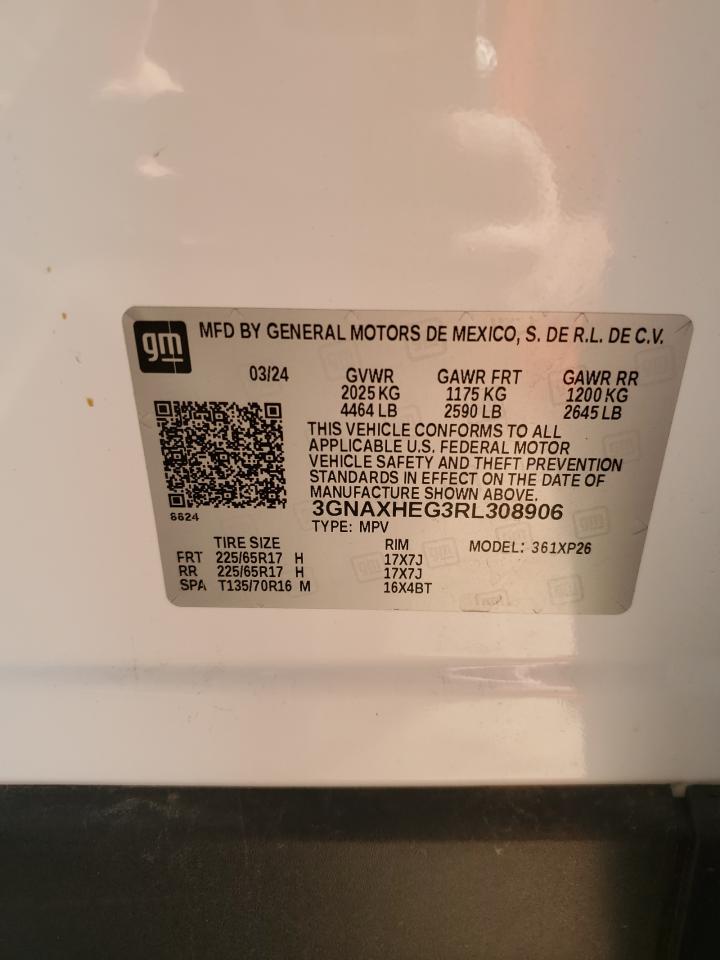 gm
MFD BY GENERAL MOTORS DE MEXICO, S. DE R.L. DE C.V.
03/24 GVWR GAWR FRT GAWR RR
2025 KG 1175 KG 1200 KG
4464 LB 2590 LB 2645 LB
THIS VEHICLE CONFORMS TO ALL
APPLICABLE U.S. FEDERAL MOTOR
VEHICLE SAFETY AND THEFT PREVENTION
STANDARDS IN EFFECT ON THE DATE OF
MANUFACTURE SHOWN ABOVE.
3GNAXHEG3RL308906
8624
TYPE: MPV
TIRE SIZE RIM MODEL: 361XP26
FRT 225/65R17 H 17X7J
RR 225/65R17 H 17X7J
SPA T135/70R16 M 16X4BT